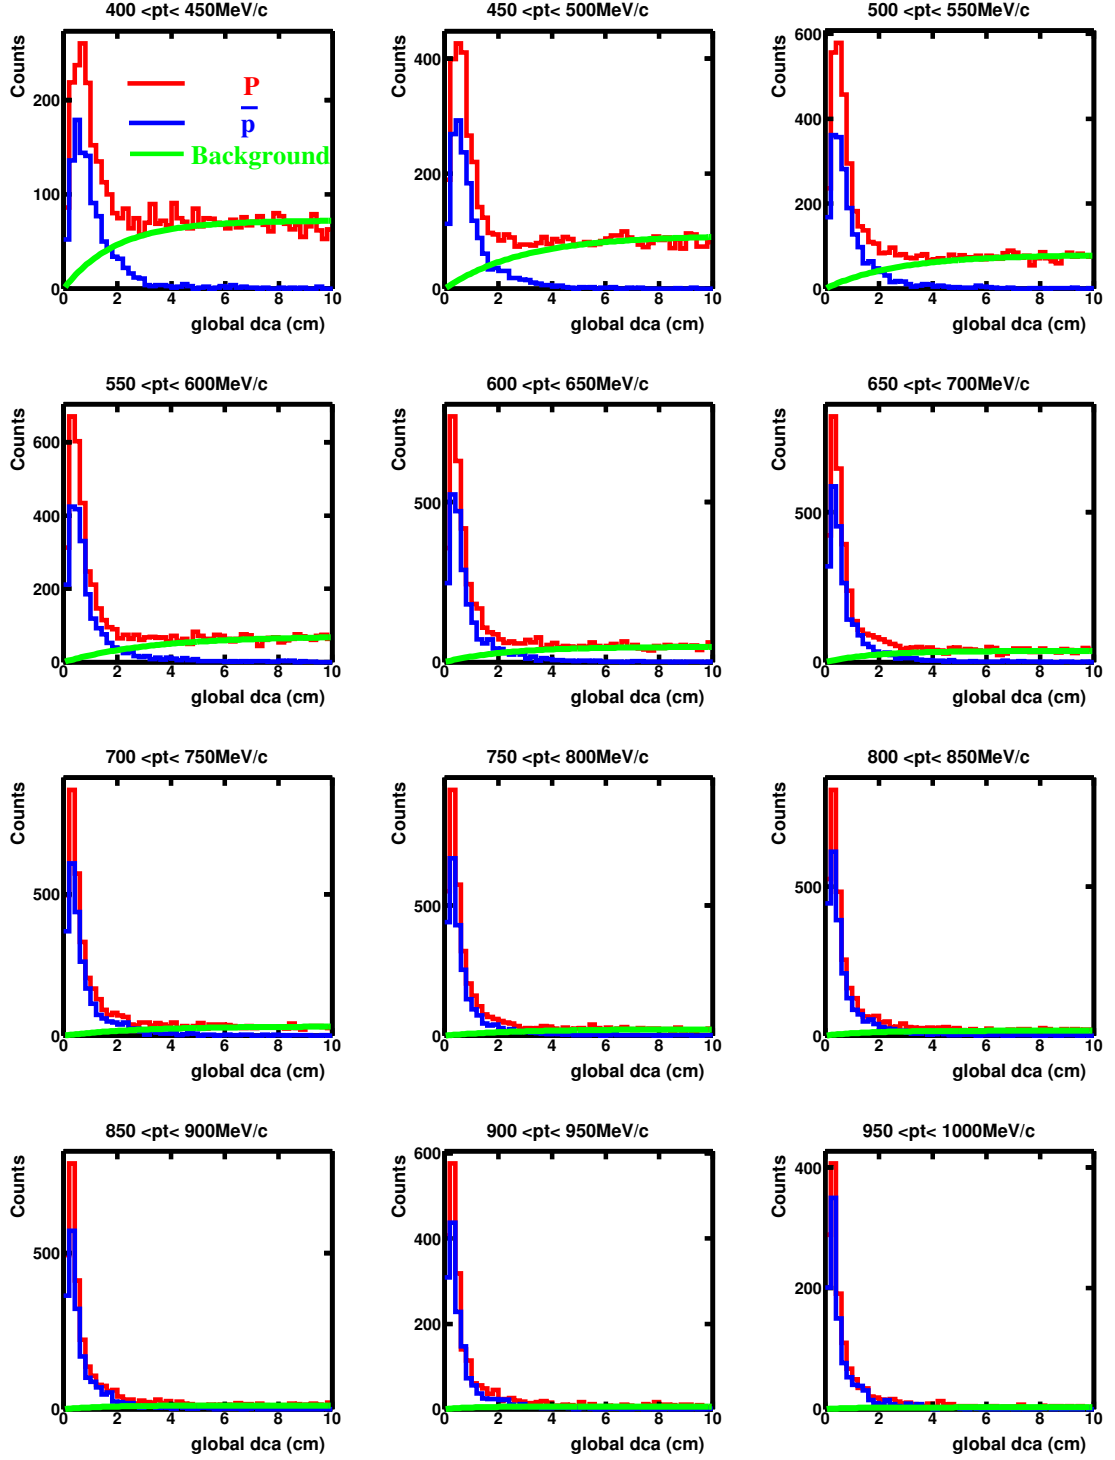 400 <pt< 450MeV/c
Counts
200
100
0
P
p̅
Background
0 2 4 6 8 10
global dca (cm)
450 <pt< 500MeV/c
Counts
400
200
0
0 2 4 6 8 10
global dca (cm)
500 <pt< 550MeV/c
Counts
600
400
200
0
0 2 4 6 8 10
global dca (cm)
550 <pt< 600MeV/c
Counts
600
400
200
0
0 2 4 6 8 10
global dca (cm)
600 <pt< 650MeV/c
Counts
500
0
0 2 4 6 8 10
global dca (cm)
650 <pt< 700MeV/c
Counts
500
0
0 2 4 6 8 10
global dca (cm)
700 <pt< 750MeV/c
Counts
500
0
0 2 4 6 8 10
global dca (cm)
750 <pt< 800MeV/c
Counts
500
0
0 2 4 6 8 10
global dca (cm)
800 <pt< 850MeV/c
Counts
500
0
0 2 4 6 8 10
global dca (cm)
850 <pt< 900MeV/c
Counts
500
0
0 2 4 6 8 10
global dca (cm)
900 <pt< 950MeV/c
Counts
600
400
200
0
0 2 4 6 8 10
global dca (cm)
950 <pt< 1000MeV/c
Counts
400
200
0
0 2 4 6 8 10
global dca (cm)